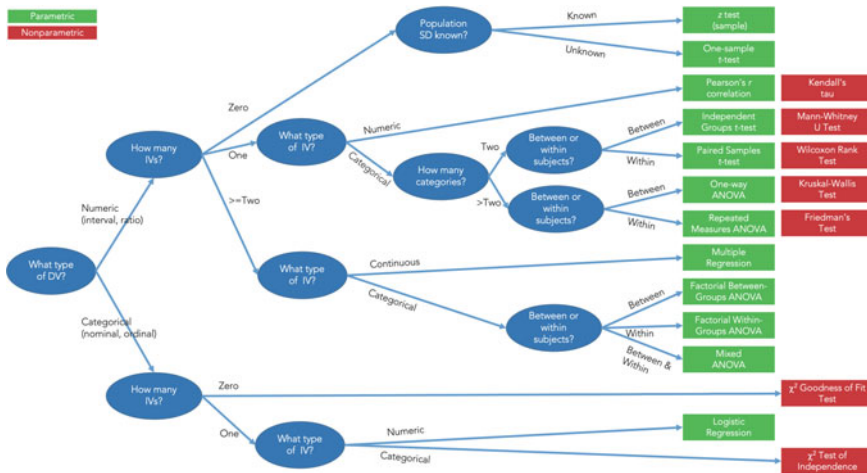 Parametric
Nonparametric
Population
SD known?
Known
Unknown
z test
(sample)
One-sample
t-test
Zero
Pearson's r
correlation
Kendall's
tau
How many
IVs?
One
What type
of IV?
Numeric
Categorical
How many
categories?
Two
>Two
Between or
within
subjects?
Between
Within
Independent
Groups t-test
Mann-Whitney
U Test
Paired Samples
t-test
Wilcoxon Rank
Test
Between or
within
subjects?
Between
Within
One-way
ANOVA
Kruskal-Wallis
Test
Repeated
Measures ANOVA
Friedman's
Test
Numeric
(interval, ratio)
>=Two
What type
of DV?
What type
of IV?
Continuous
Categorical
Multiple
Regression
Between or
within
subjects?
Between
Within
Between &
Within
Factorial Between-
Groups ANOVA
Factorial Within-
Groups ANOVA
Mixed
ANOVA
Categorical
(nominal, ordinal)
How many
IVs?
Zero
χ² Goodness of Fit
Test
One
What type
of IV?
Numeric
Categorical
Logistic
Regression
χ² Test of
Independence